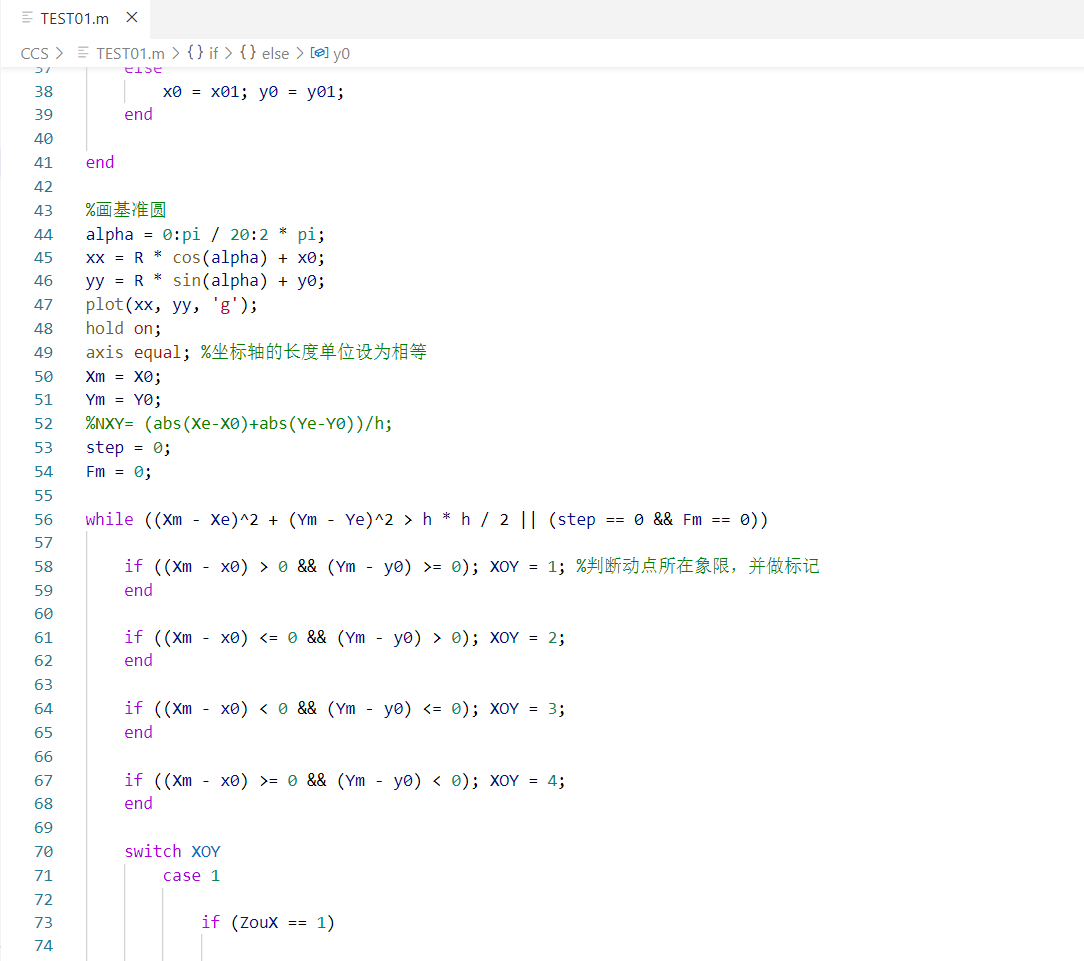 TEST01.m
CCS > TEST01.m > {} if > {} else > y0
37 else
38 x0 = x01; y0 = y01;
39 end
40
41 end
42
43 %画基准圆
44 alpha = 0:pi / 20:2 * pi;
45 xx = R * cos(alpha) + x0;
46 yy = R * sin(alpha) + y0;
47 plot(xx, yy, 'g');
48 hold on;
49 axis equal; %坐标轴的长度单位设为相等
50 Xm = X0;
51 Ym = Y0;
52 %NXY= (abs(Xe-X0)+abs(Ye-Y0))/h;
53 step = 0;
54 Fm = 0;
55
56 while ((Xm - Xe)^2 + (Ym - Ye)^2 > h * h / 2 || (step == 0 && Fm == 0))
57
58 if ((Xm - x0) > 0 && (Ym - y0) >= 0); XOY = 1; %判断动点所在象限，并做标记
59 end
60
61 if ((Xm - x0) <= 0 && (Ym - y0) > 0); XOY = 2;
62 end
63
64 if ((Xm - x0) < 0 && (Ym - y0) <= 0); XOY = 3;
65 end
66
67 if ((Xm - x0) >= 0 && (Ym - y0) < 0); XOY = 4;
68 end
69
70 switch XOY
71 case 1
72
73 if (ZouX == 1)
74